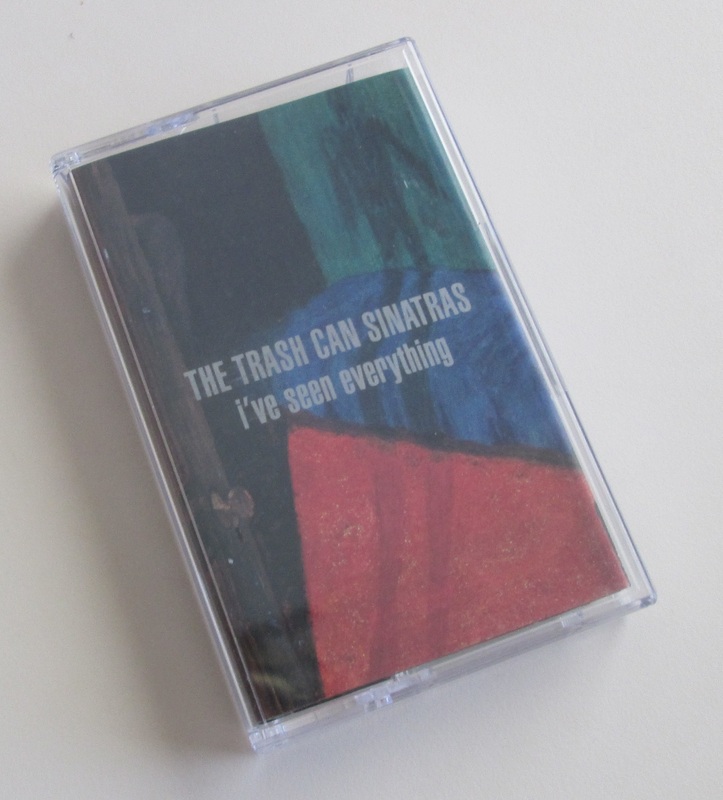 THE TRASH CAN SINATRAS
i've seen everything